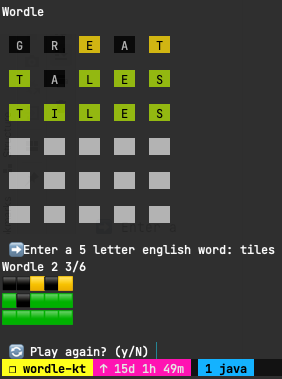 Wordle
G R E A T
T A L E S
T I L E S
➡Enter a 5 letter english word: tiles
Wordle 2 3/6
🔄 Play again? (y/N)
❐ wordle-kt ↑ 15d 1h 49m 1 java